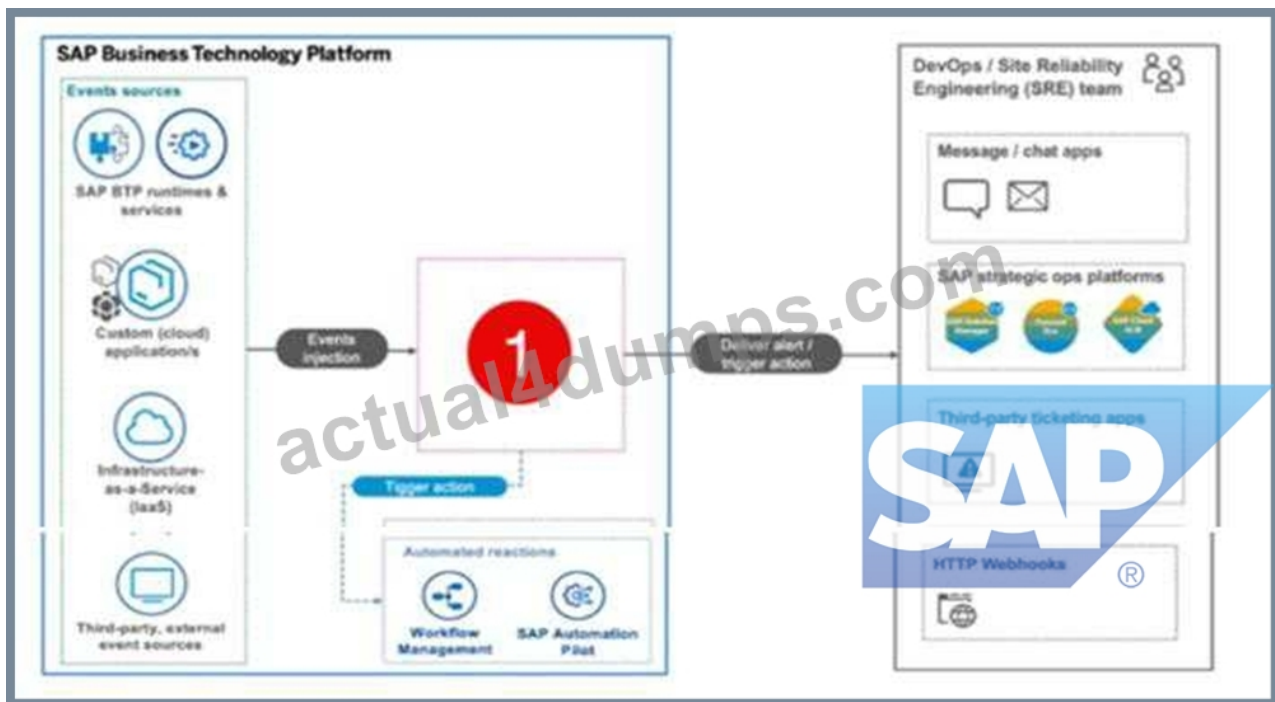 SAP Business Technology Platform
Events sources
SAP BTP runtimes &
services
Custom (cloud)
application/s
Infrastructure-
as-a-Service
(IaaS)
Third-party, external
event sources
Events
injection
1
Tigger action
Automated reactions
Workflow
Management
SAP Automation
Pilot
Deliver alert /
trigger action
DevOps / Site Reliability
Engineering (SRE) team
Message / chat apps
SAP strategic ops platforms
Manager
Third-party ticketing apps
HTTP Webhooks
SAP
®
actual4dumps.com